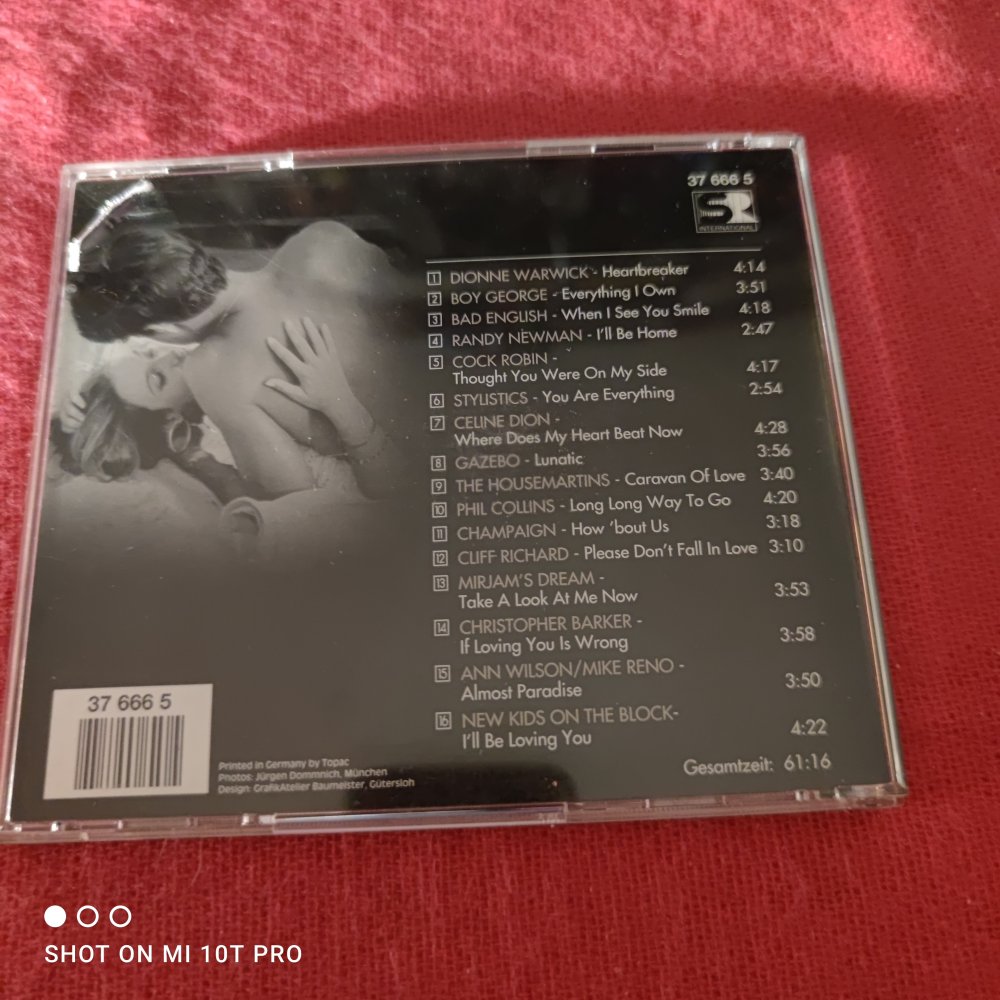 37 666 5
SR
INTERNATIONAL
1 DIONNE WARWICK - Heartbreaker 4:14
2 BOY GEORGE - Everything I Own 3:51
3 BAD ENGLISH - When I See You Smile 4:18
4 RANDY NEWMAN - I'll Be Home 2:47
5 COCK ROBIN -
Thought You Were On My Side 4:17
6 STYLISTICS - You Are Everything 2:54
7 CELINE DION -
Where Does My Heart Beat Now 4:28
8 GAZEBO - Lunatic 3:56
9 THE HOUSEMARTINS - Caravan Of Love 3:40
10 PHIL COLLINS - Long Long Way To Go 4:20
11 CHAMPAIGN - How 'bout Us 3:18
12 CLIFF RICHARD - Please Don't Fall In Love 3:10
13 MIRJAM'S DREAM -
Take A Look At Me Now 3:53
14 CHRISTOPHER BARKER -
If Loving You Is Wrong 3:58
15 ANN WILSON/MIKE RENO -
Almost Paradise 3:50
16 NEW KIDS ON THE BLOCK-
I'll Be Loving You 4:22
Gesamtzeit: 61:16
37 666 5
Printed in Germany by Topac
Photos: Jürgen Dommnich, München
Design: GrafikAtelier Baumeister, Gütersloh
SHOT ON MI 10T PRO